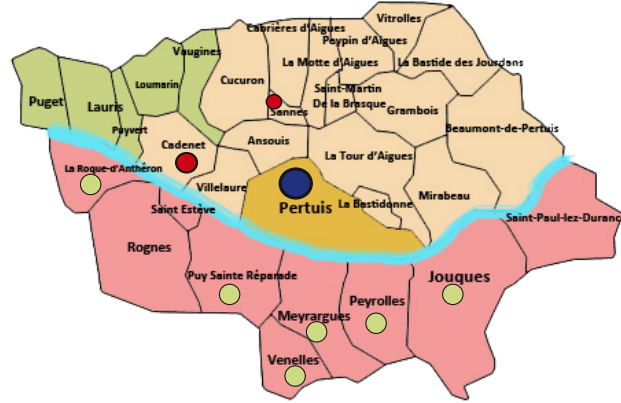 Vitrolles
Cabrières d'Aigues
Peypin d'Aigues
Vaugines
La Motte d'Aigues
La Bastide des Jourdans
Cucuron
Lourmarin
Saint-Martin
De la Brasque
Puget
Lauris
Sannes
Grambois
Puyvert
Beaumont-de-Pertuis
Cadenet
Ansouis
La Tour d'Aigues
La Roque-d'Anthéron
Villelaure
Mirabeau
La Bastidonne
Pertuis
Saint Estève
Saint-Paul-lez-Duranc
Rognes
Puy Sainte Réparade
Jouques
Peyrolles
Meyrargues
Venelles